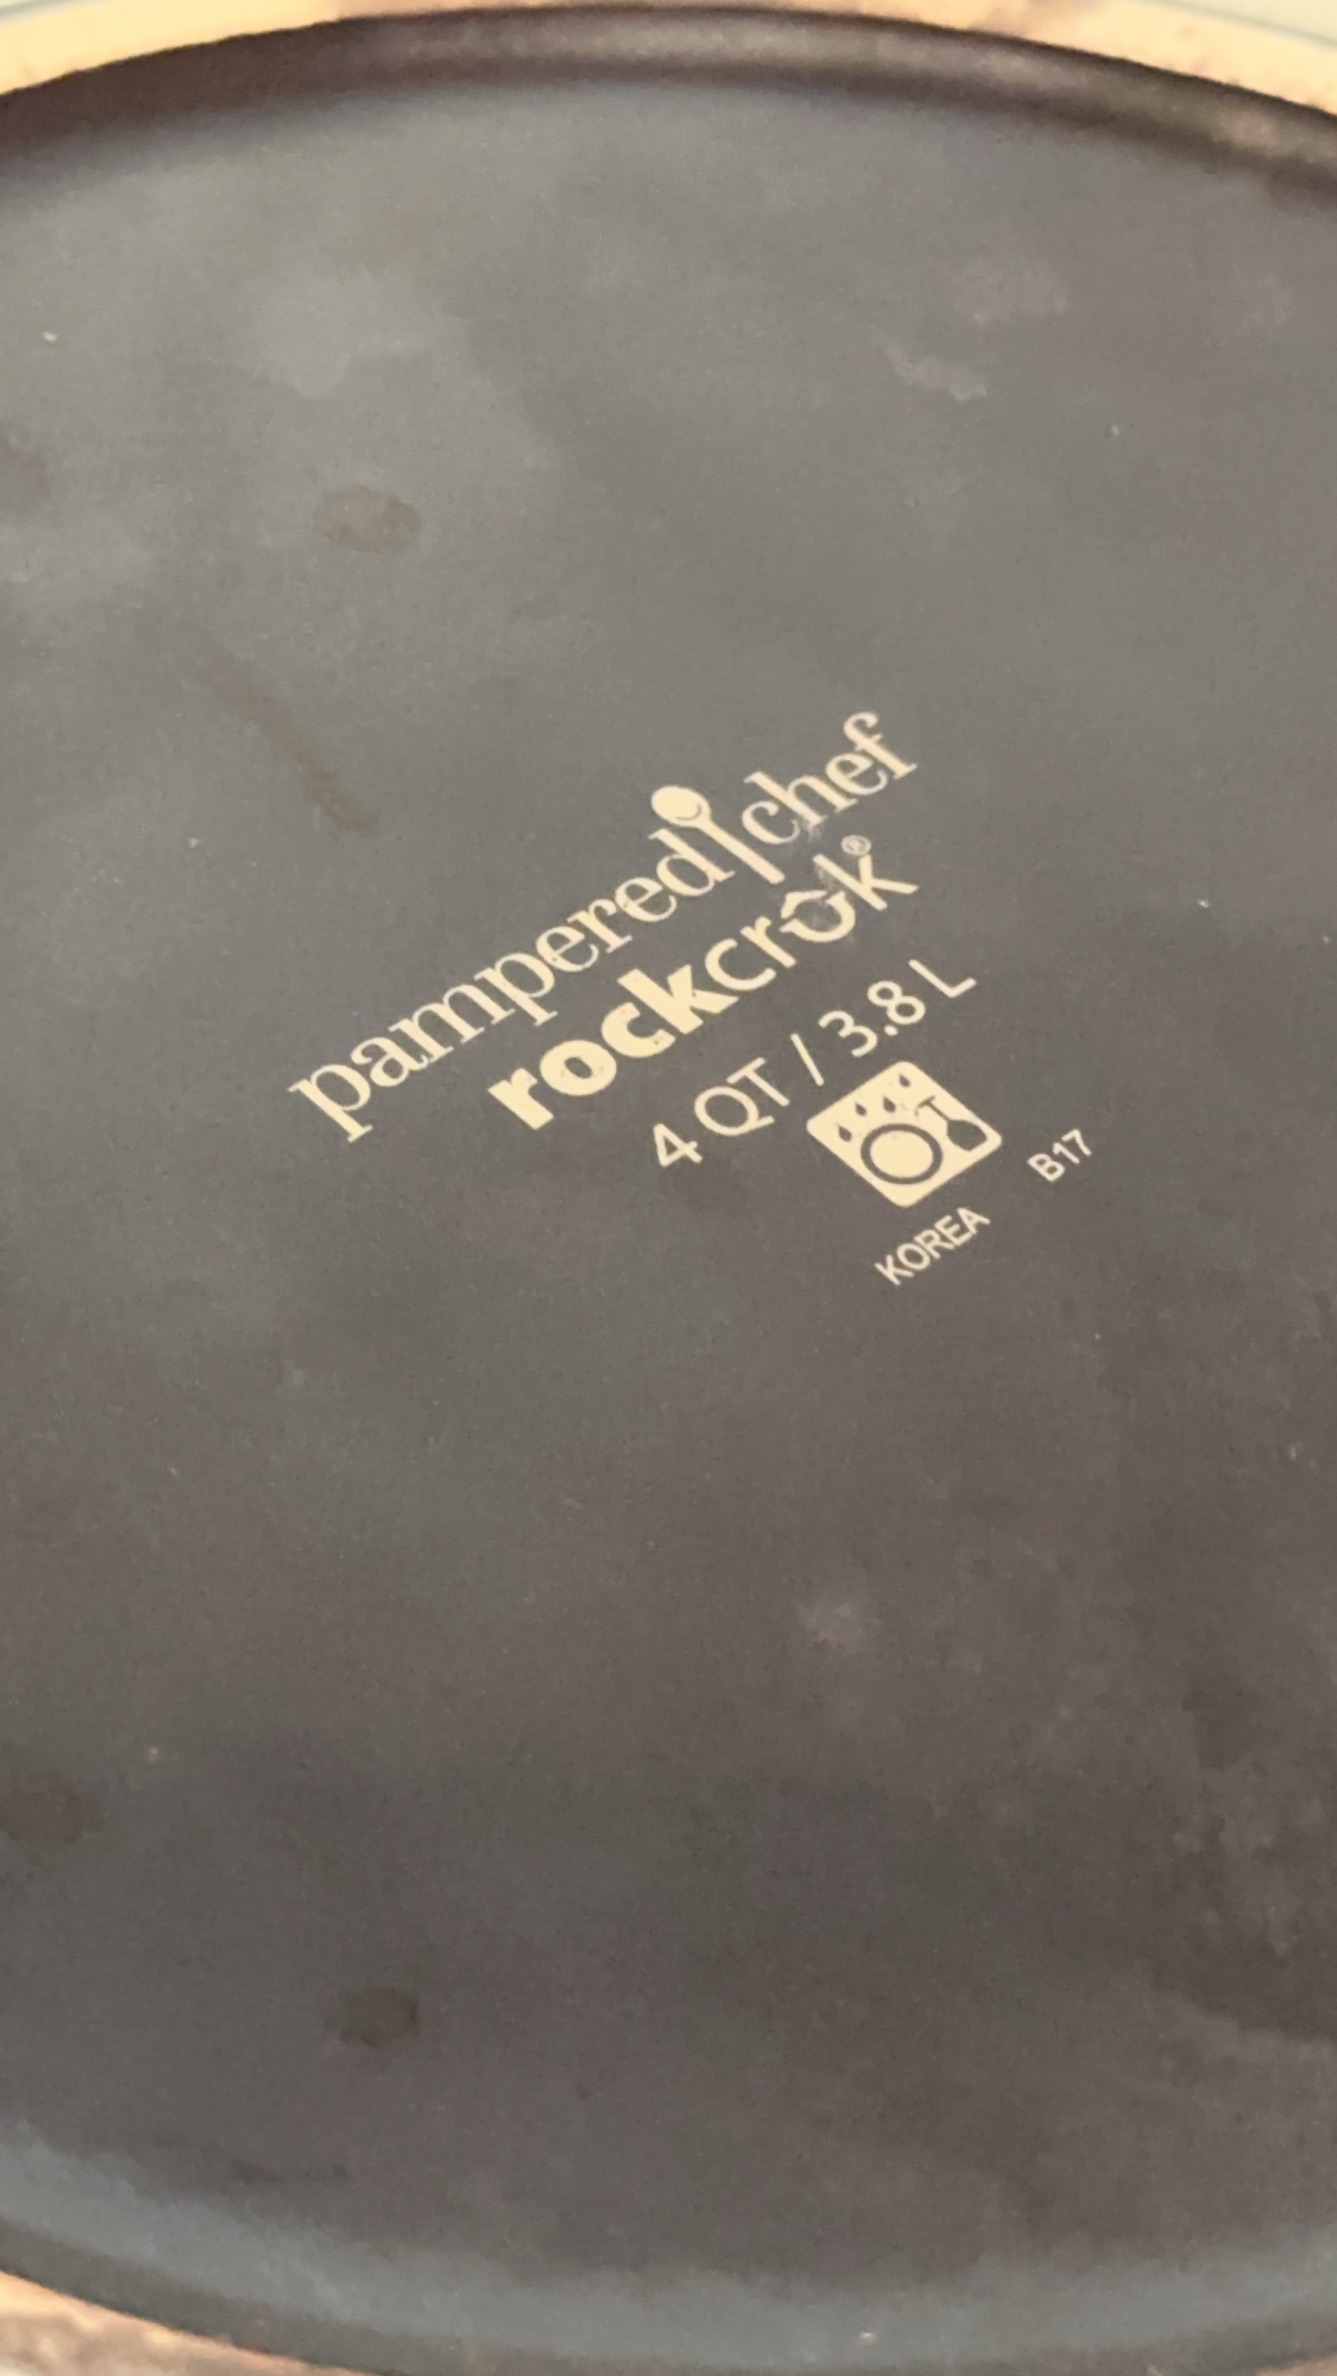 pampered chef
rockcrok®
4 QT / 3.8 L
KOREA B17